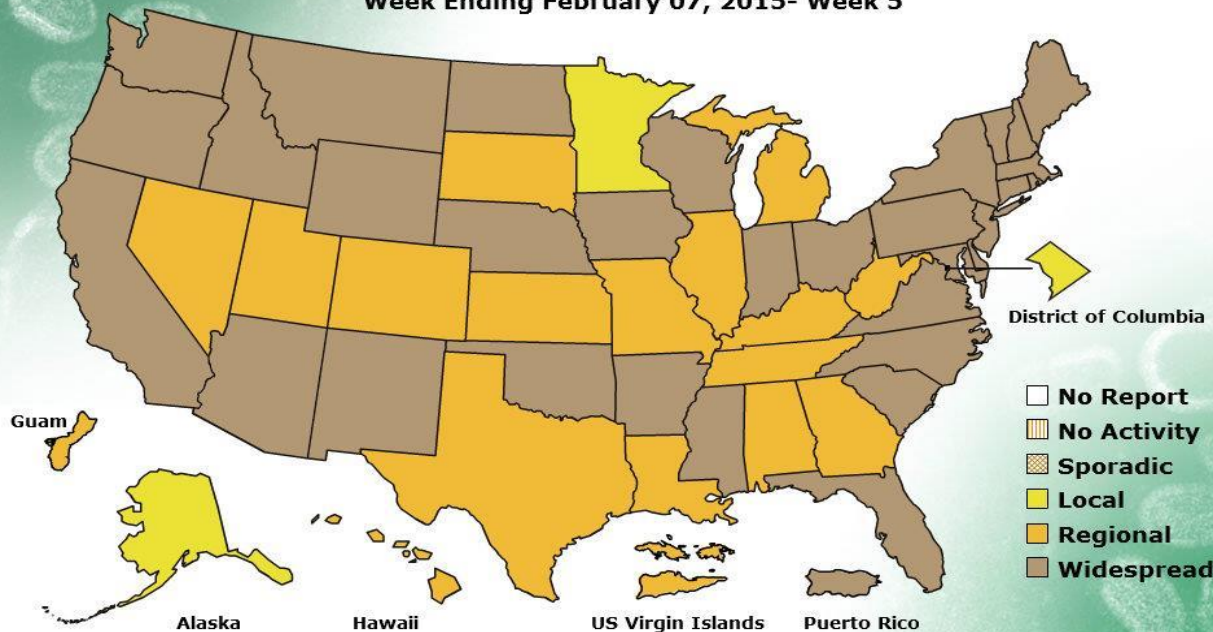 Week Ending February 07, 2015- Week 5
District of Columbia
No Report
No Activity
Sporadic
Local
Regional
Widespread
Guam
Alaska
Hawaii
US Virgin Islands
Puerto Rico